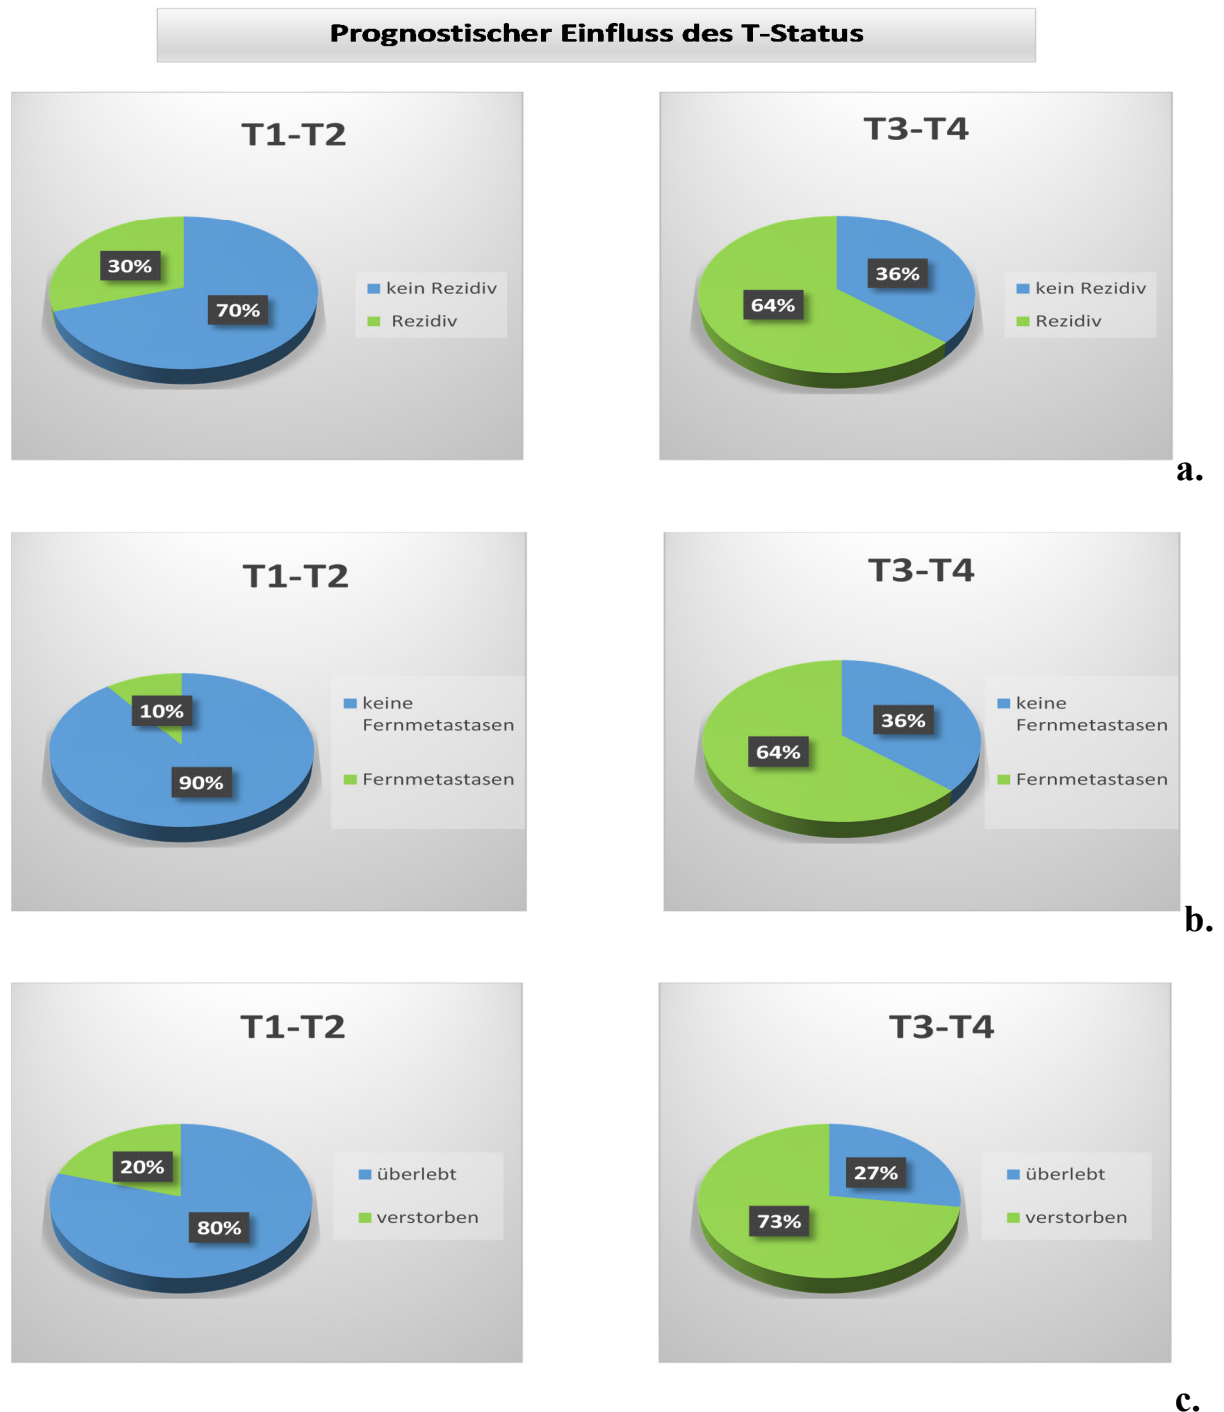 Prognostischer Einfluss des T-Status
T1-T2
30%
70%
kein Rezidiv
Rezidiv
T3-T4
36%
64%
kein Rezidiv
Rezidiv
a.
T1-T2
10%
90%
keine
Fernmetastasen
Fernmetastasen
T3-T4
36%
64%
keine
Fernmetastasen
Fernmetastasen
b.
T1-T2
20%
80%
überlebt
verstorben
T3-T4
27%
73%
überlebt
verstorben
c.